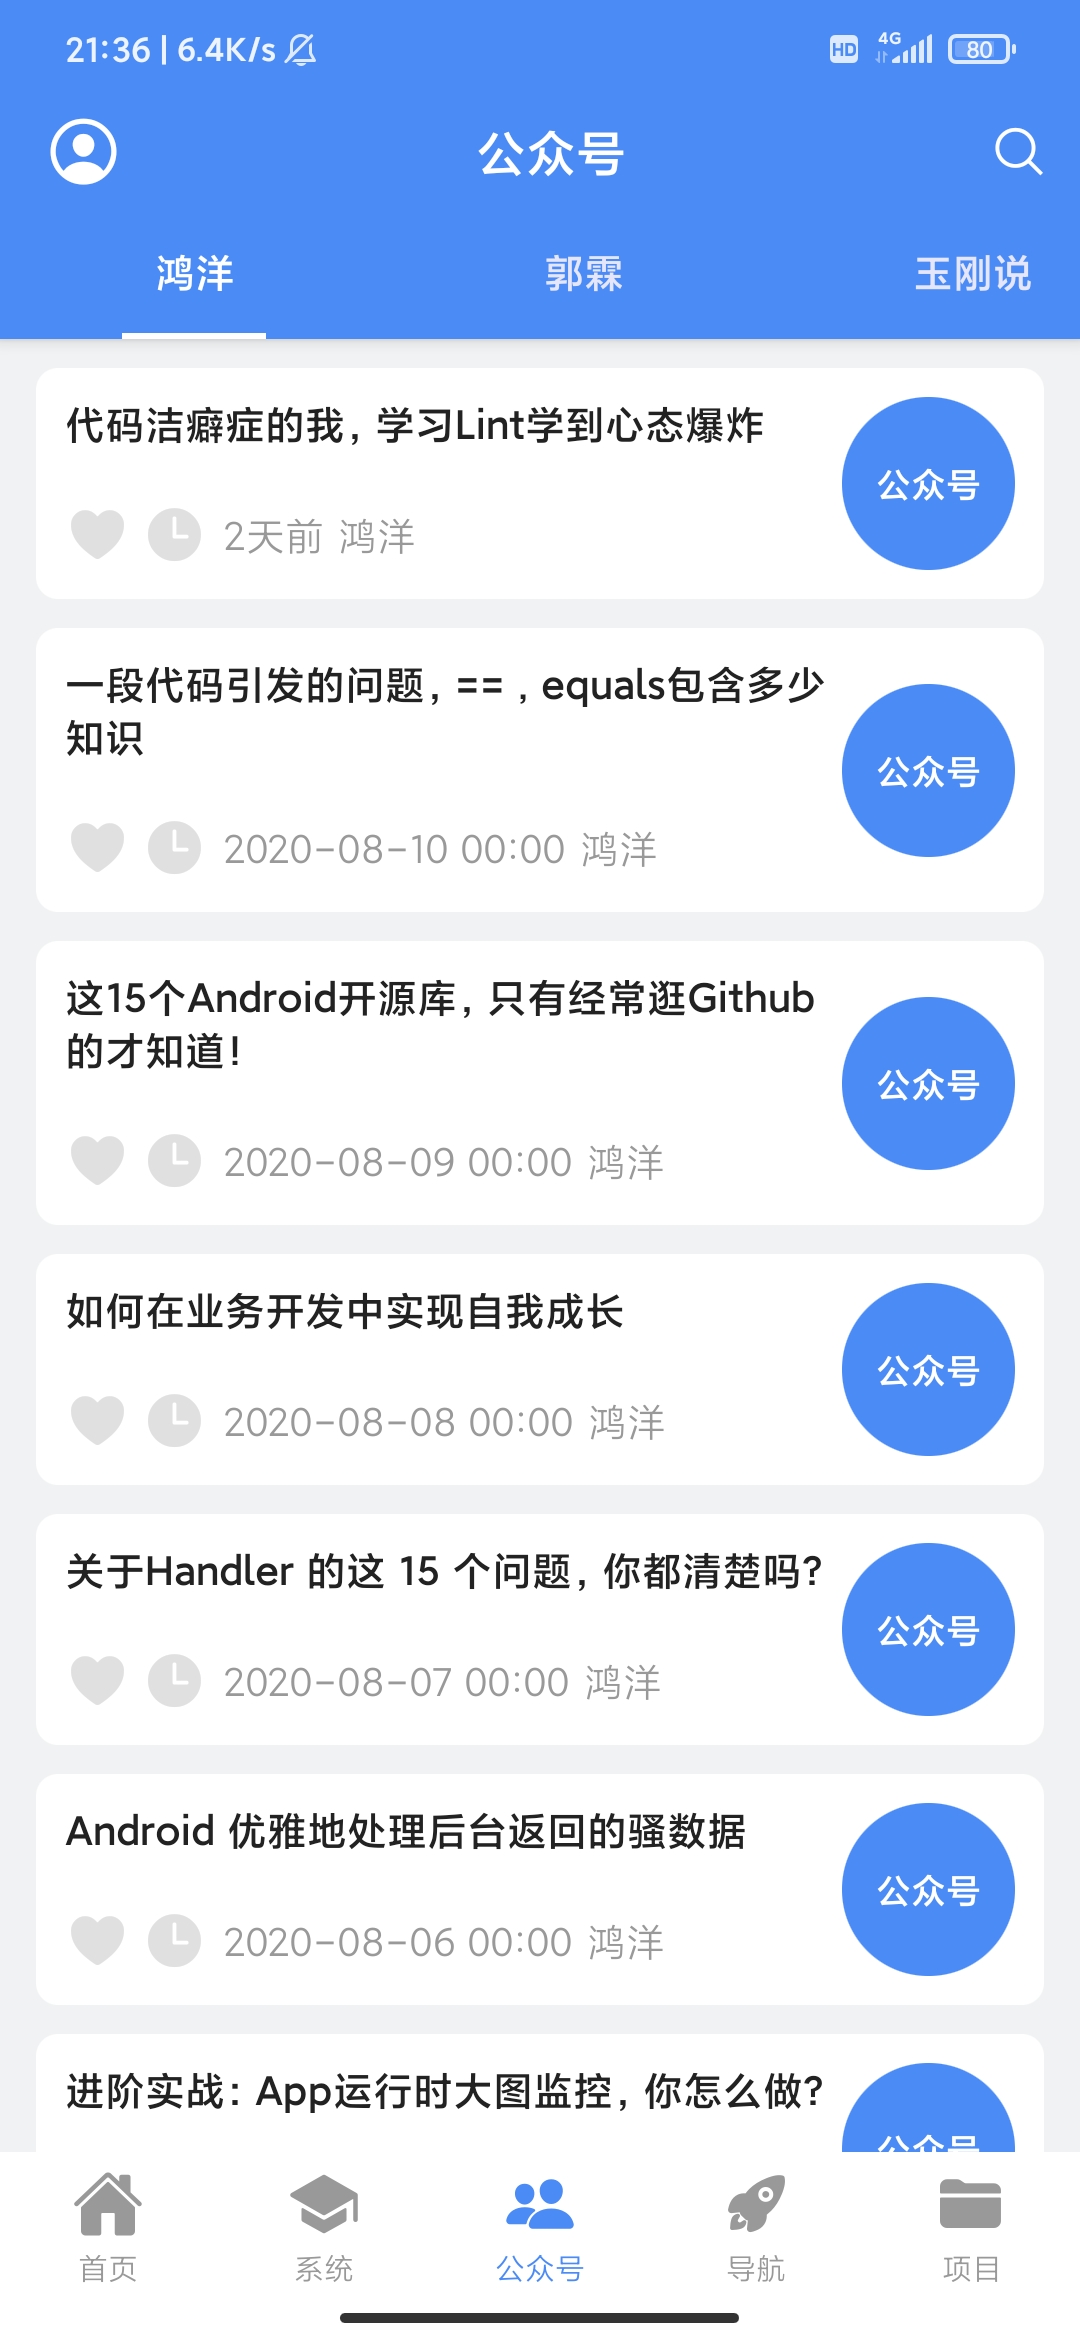 21:36 | 6.4K/s
HD 4G 80
公众号
鸿洋 郭霖 玉刚说
代码洁癖症的我，学习Lint学到心态爆炸
公众号
2天前 鸿洋
一段代码引发的问题，== , equals包含多少
知识
公众号
2020-08-10 00:00 鸿洋
这15个Android开源库，只有经常逛Github
的才知道！
公众号
2020-08-09 00:00 鸿洋
如何在业务开发中实现自我成长
公众号
2020-08-08 00:00 鸿洋
关于Handler 的这 15 个问题，你都清楚吗？
公众号
2020-08-07 00:00 鸿洋
Android 优雅地处理后台返回的骚数据
公众号
2020-08-06 00:00 鸿洋
进阶实战：App运行时大图监控，你怎么做？
公众号
首页 系统 公众号 导航 项目